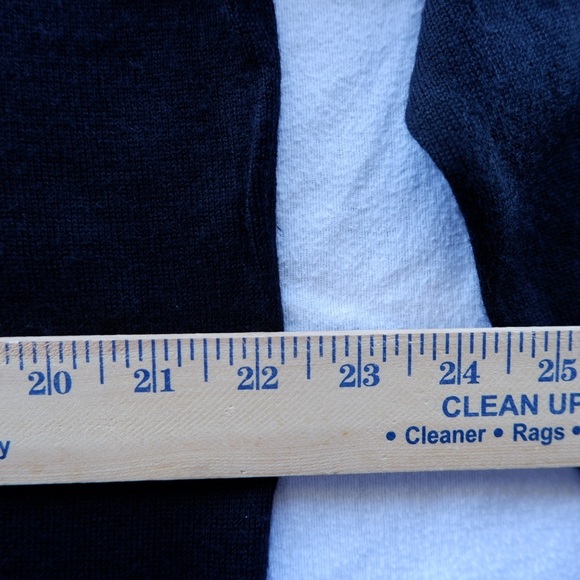 20 21 22 23 24 25
CLEAN UP
y • Cleaner • Rags •